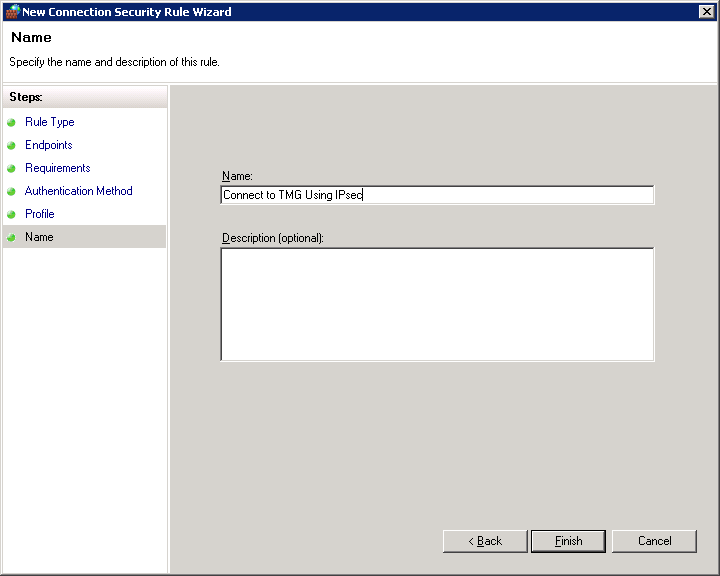 New Connection Security Rule Wizard
Name
Specify the name and description of this rule.
Steps:
Rule Type
Endpoints
Requirements
Authentication Method
Profile
Name
Name:
Connect to TMG Using IPsec
Description (optional):
< Back
Finish
Cancel